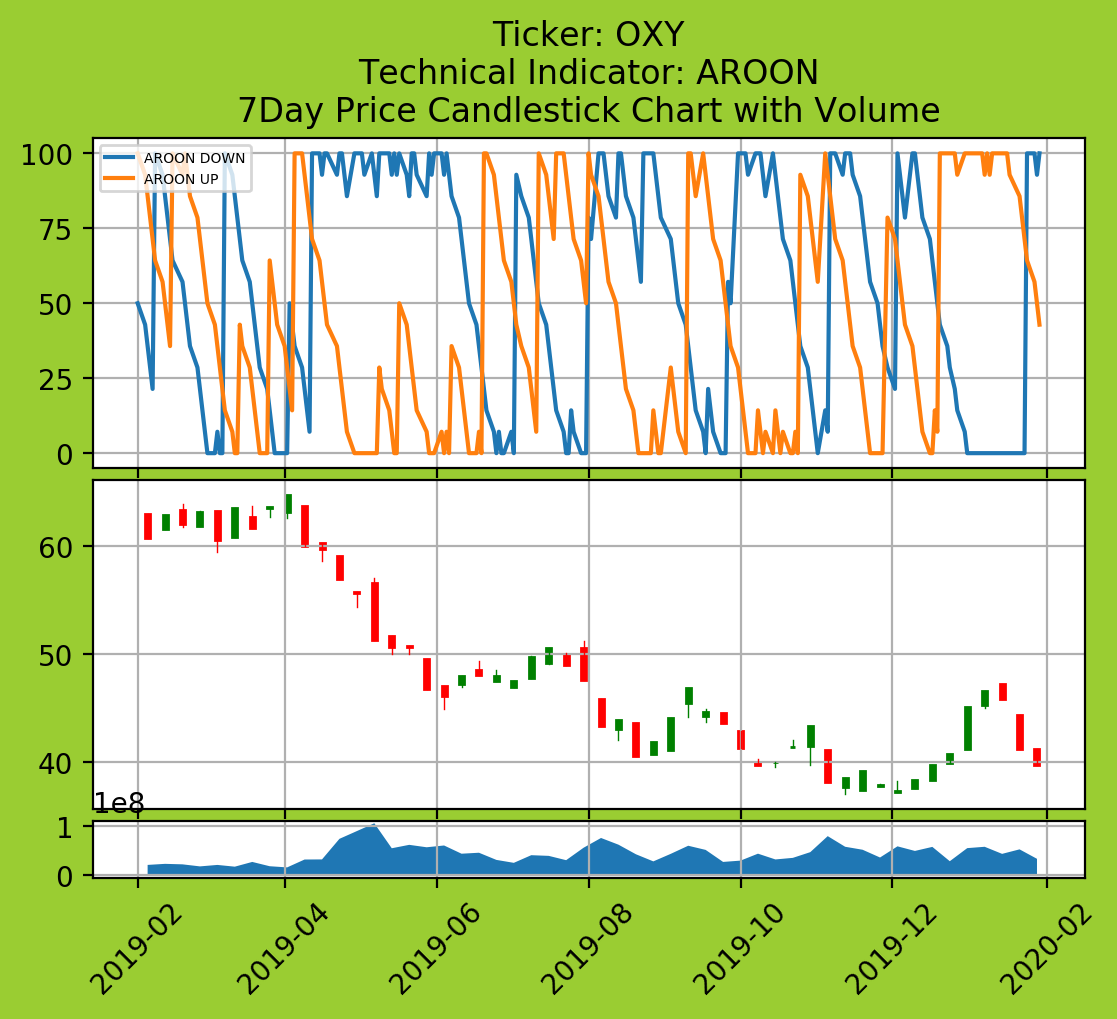 Ticker: OXY
Technical Indicator: AROON
7Day Price Candlestick Chart with Volume
100
75
50
25
0
AROON DOWN
AROON UP
60
50
40
1e8
1
0
2019-02
2019-04
2019-06
2019-08
2019-10
2019-12
2020-02